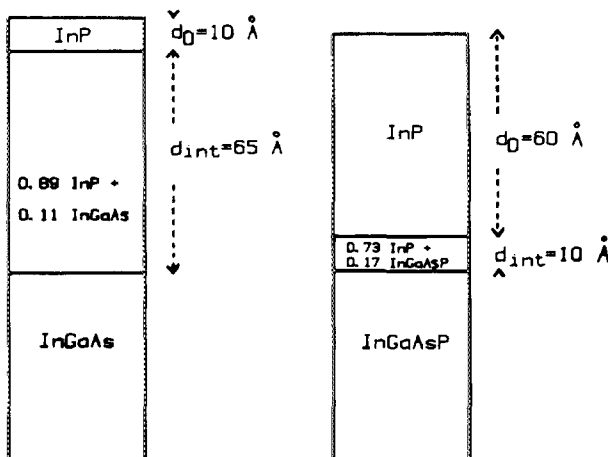 InP
d0=10 Å
dint=65 Å
0.89 InP +
0.11 InGaAs
InGaAs
InP
d0=60 Å
0.73 InP +
0.17 InGaAsP
dint=10 Å
InGaAsP